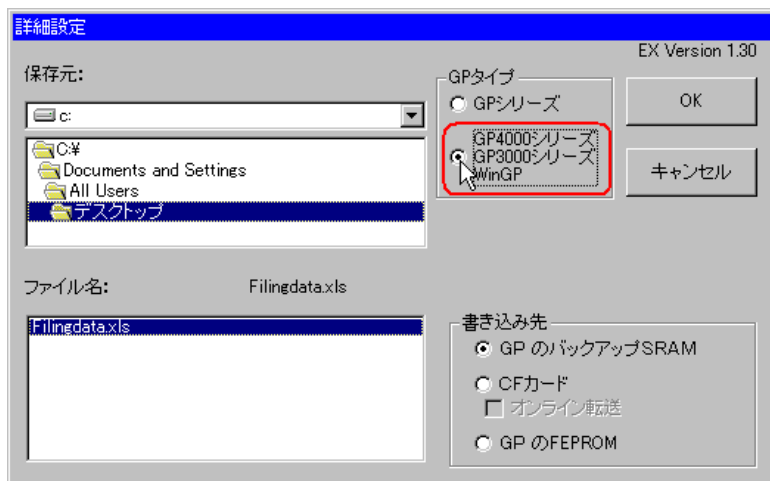 詳細設定
EX Version 1.30
保存元:
c:
C:¥
Documents and Settings
All Users
デスクトップ
GPタイプ
GPシリーズ
GP4000シリーズ
GP3000シリーズ
WinGP
OK
キャンセル
ファイル名:
Filingdata.xls
Filingdata.xls
書き込み先
GP のバックアップSRAM
CFカード
オンライン転送
GP のFEPROM